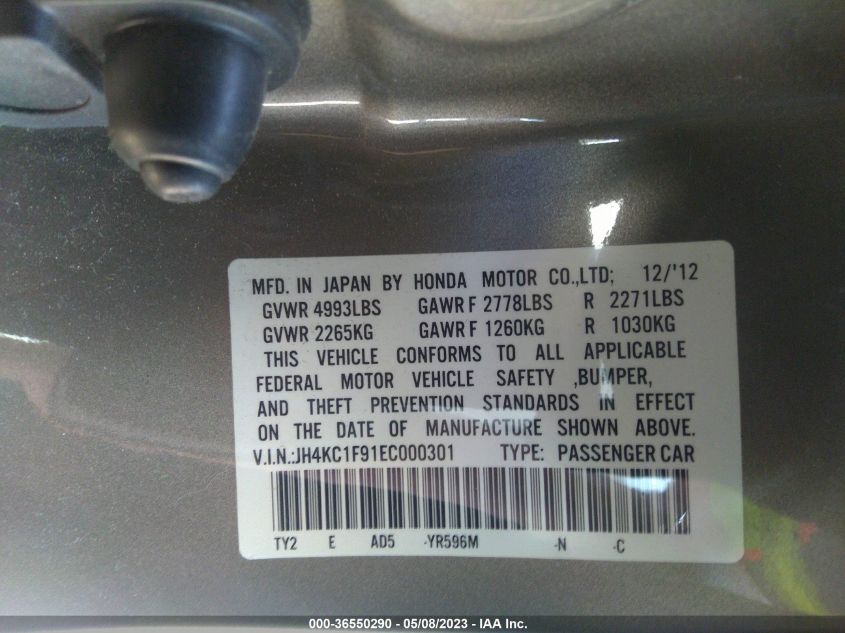 MFD. IN JAPAN BY HONDA MOTOR CO.,LTD; 12/'12
GVWR 4993LBS GAWR F 2778LBS R 2271LBS
GVWR 2265KG GAWR F 1260KG R 1030KG
THIS VEHICLE CONFORMS TO ALL APPLICABLE
FEDERAL MOTOR VEHICLE SAFETY ,BUMPER,
AND THEFT PREVENTION STANDARDS IN EFFECT
ON THE DATE OF MANUFACTURE SHOWN ABOVE.
V.I.N.:JH4KC1F91EC000301 TYPE: PASSENGER CAR
TY2 E AD5 -YR596M -N -C
000-36550290 - 05/08/2023 - IAA Inc.